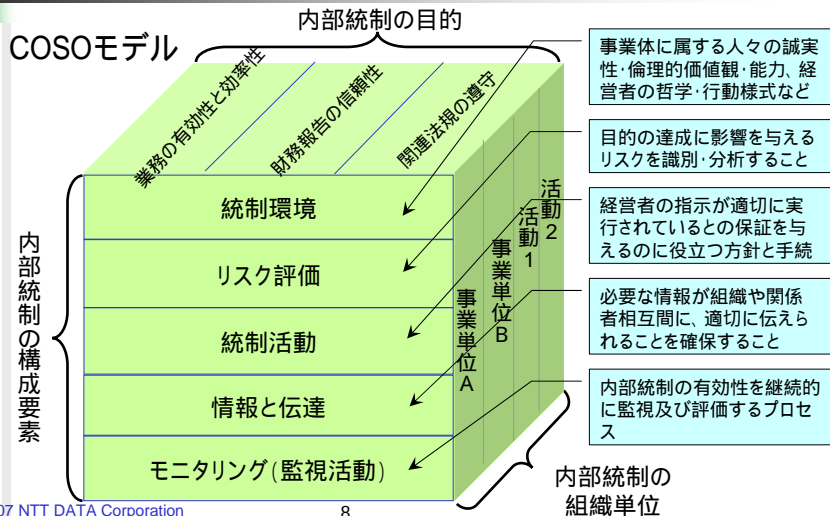 内部統制の目的
COSOモデル
業務の有効性と効率性
財務報告の信頼性
関連法規の遵守
内部統制の構成要素
統制環境
リスク評価
統制活動
情報と伝達
モニタリング(監視活動)
事業単位A
事業単位B
活動1
活動2
内部統制の
組織単位
事業体に属する人々の誠実
性･倫理的価値観･能力、経
営者の哲学･行動様式など
目的の達成に影響を与える
リスクを識別･分析すること
経営者の指示が適切に実
行されているとの保証を与
えるのに役立つ方針と手続
必要な情報が組織や関係
者相互間に、適切に伝えら
れることを確保すること
内部統制の有効性を継続的
に監視及び評価するプロセ
ス
07 NTT DATA Corporation
8